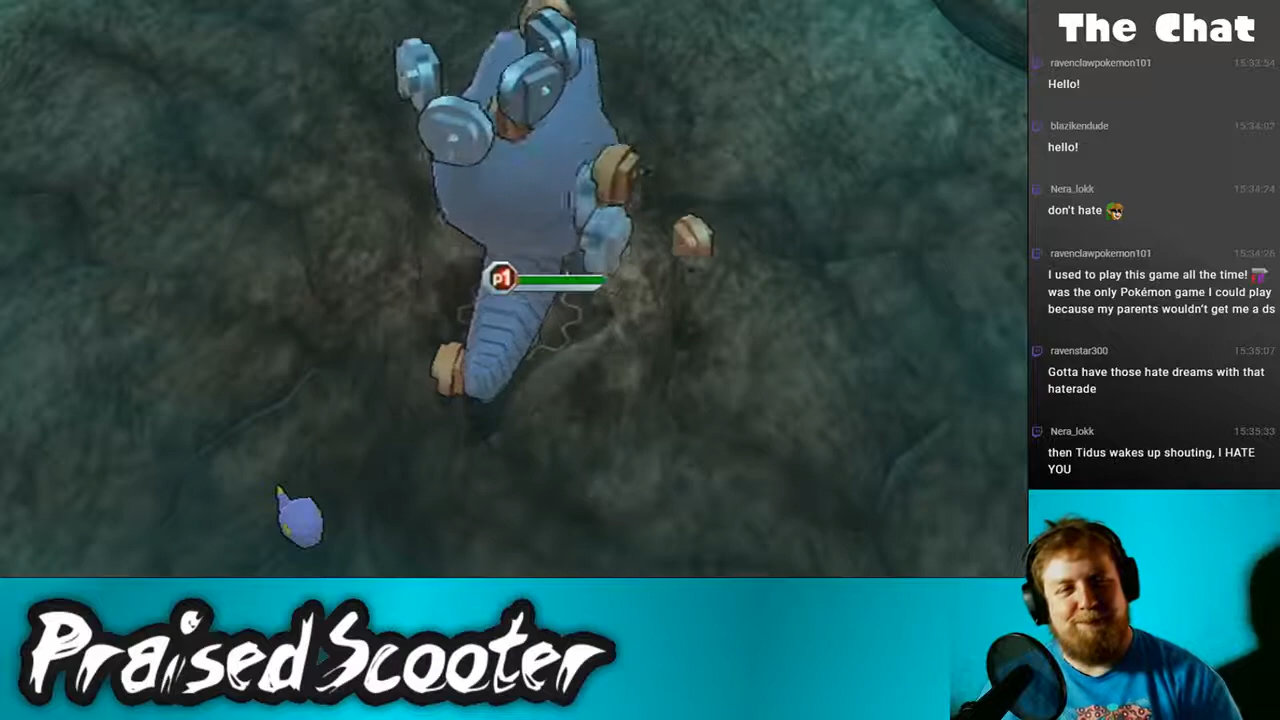 The Chat
ravenclawpokemon101 15:33:54
Hello!
blazikendude 15:34:02
hello!
Nera_lokk 15:34:24
don't hate
ravenclawpokemon101 15:34:26
I used to play this game all the time!
was the only Pokémon game I could play
because my parents wouldn't get me a ds
ravenstar300 15:35:07
Gotta have those hate dreams with that
haterade
Nera_lokk 15:35:33
then Tidus wakes up shouting, I HATE
YOU
P1
PraisedScooter